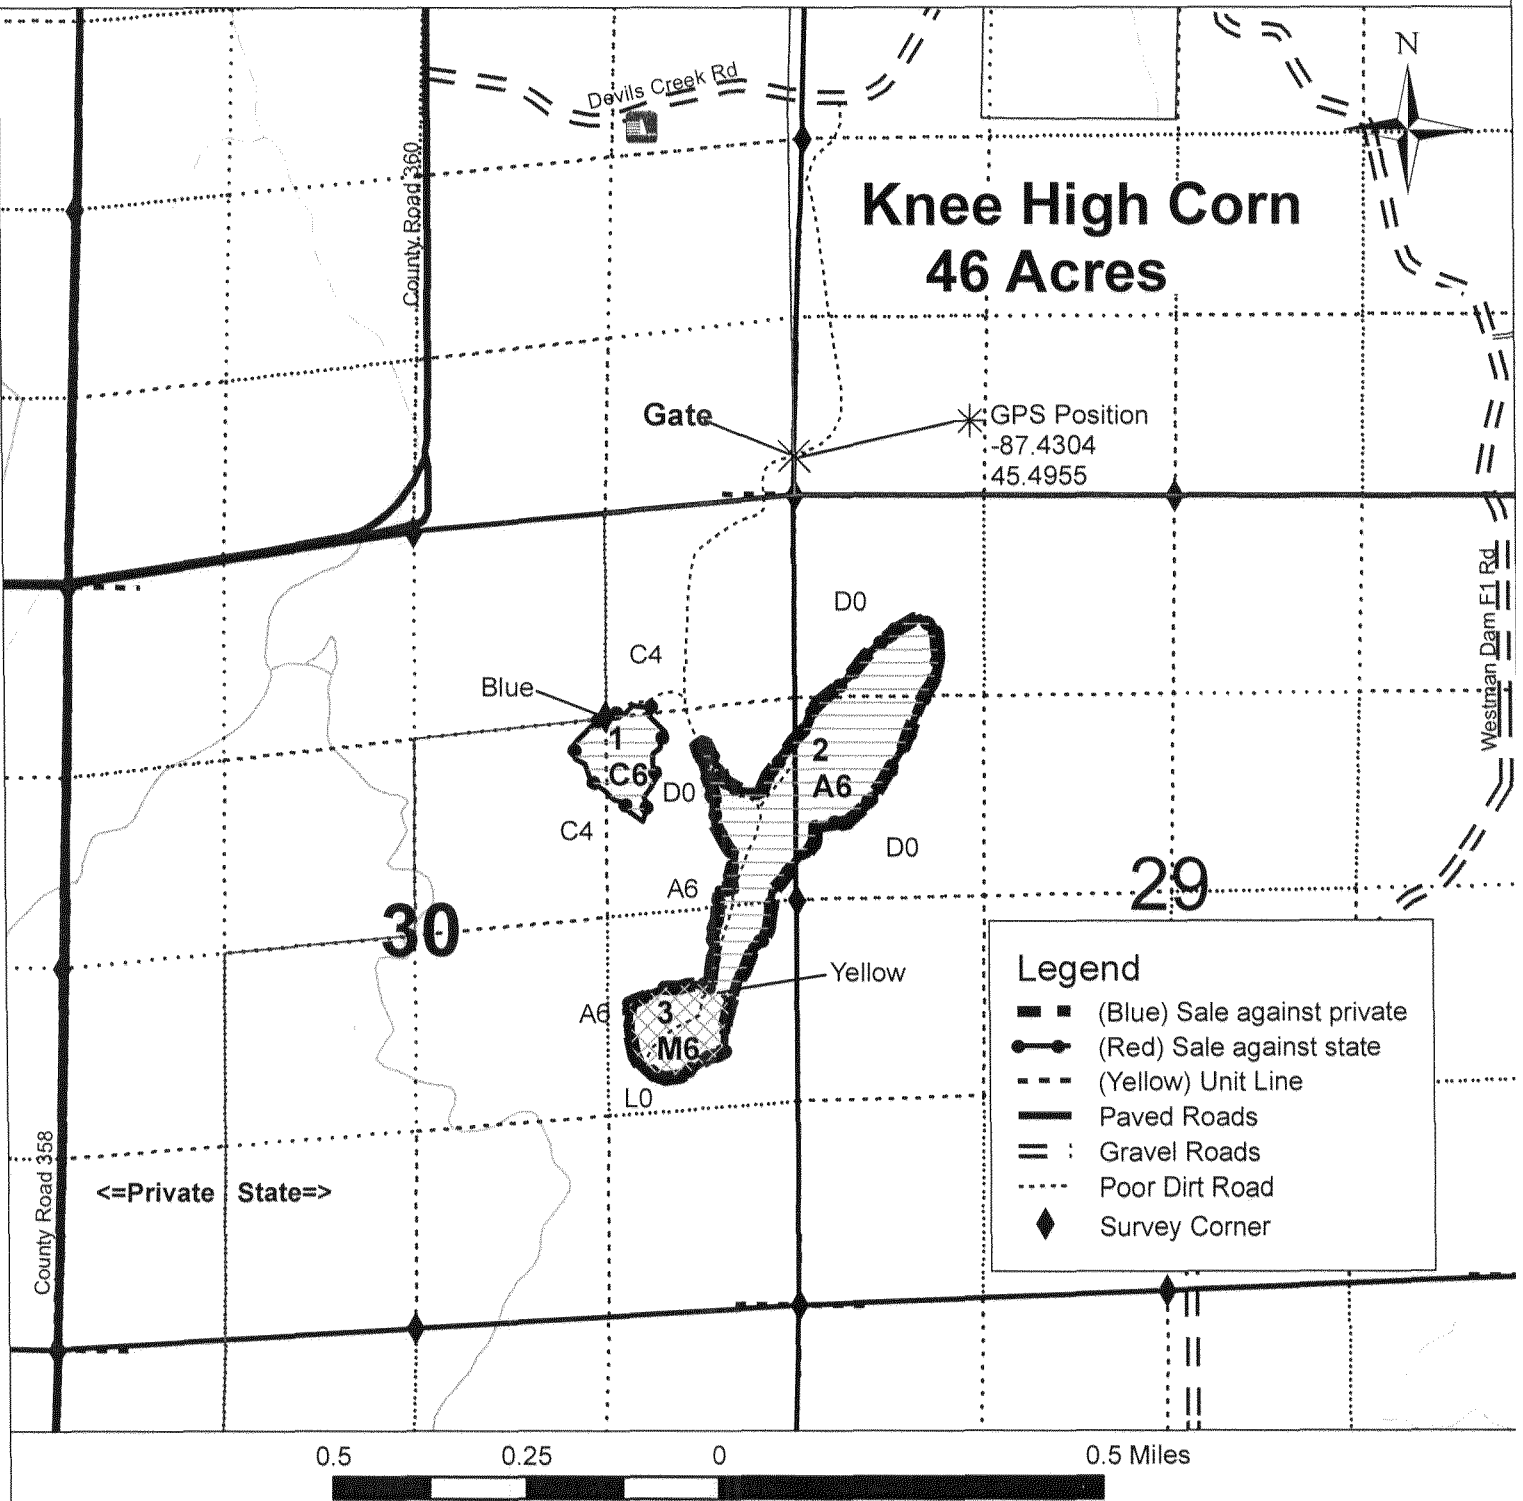 N
Devils Creek Rd
County Road 360
Knee High Corn
46 Acres
Gate
GPS Position
-87.4304
45.4955
Westman Dam F1 Rd
D0
C4
Blue
1
C6
2
A6
D0
C4
D0
A6
29
30
Yellow
A6
3
M6
L0
Legend
(Blue) Sale against private
(Red) Sale against state
(Yellow) Unit Line
Paved Roads
Gravel Roads
Poor Dirt Road
Survey Corner
County Road 358
<=Private State=>
0.5 0.25 0 0.5 Miles